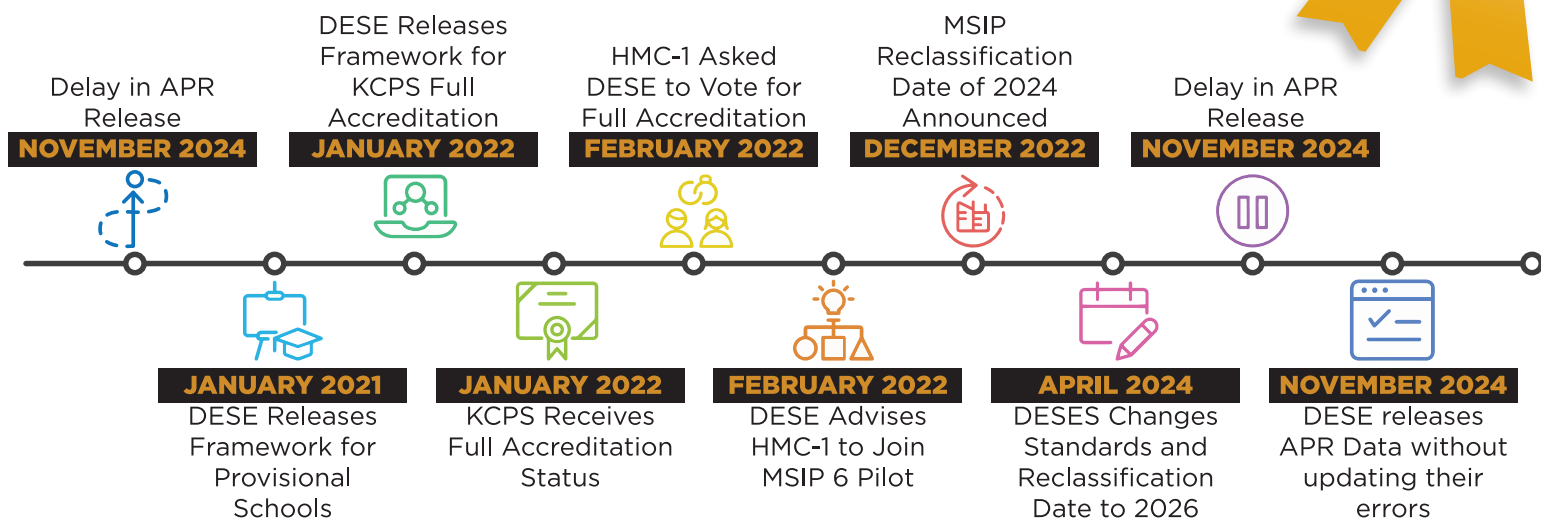 Delay in APR
Release
NOVEMBER 2024
JANUARY 2021
DESE Releases
Framework for
Provisional
Schools
DESE Releases
Framework for
KCPS Full
Accreditation
JANUARY 2022
JANUARY 2022
KCPS Receives
Full Accreditation
Status
HMC-1 Asked
DESE to Vote for
Full Accreditation
FEBRUARY 2022
FEBRUARY 2022
DESE Advises
HMC-1 to Join
MSIP 6 Pilot
MSIP
Reclassification
Date of 2024
Announced
DECEMBER 2022
APRIL 2024
DESES Changes
Standards and
Reclassification
Date to 2026
Delay in APR
Release
NOVEMBER 2024
NOVEMBER 2024
DESE releases
APR Data without
updating their
errors